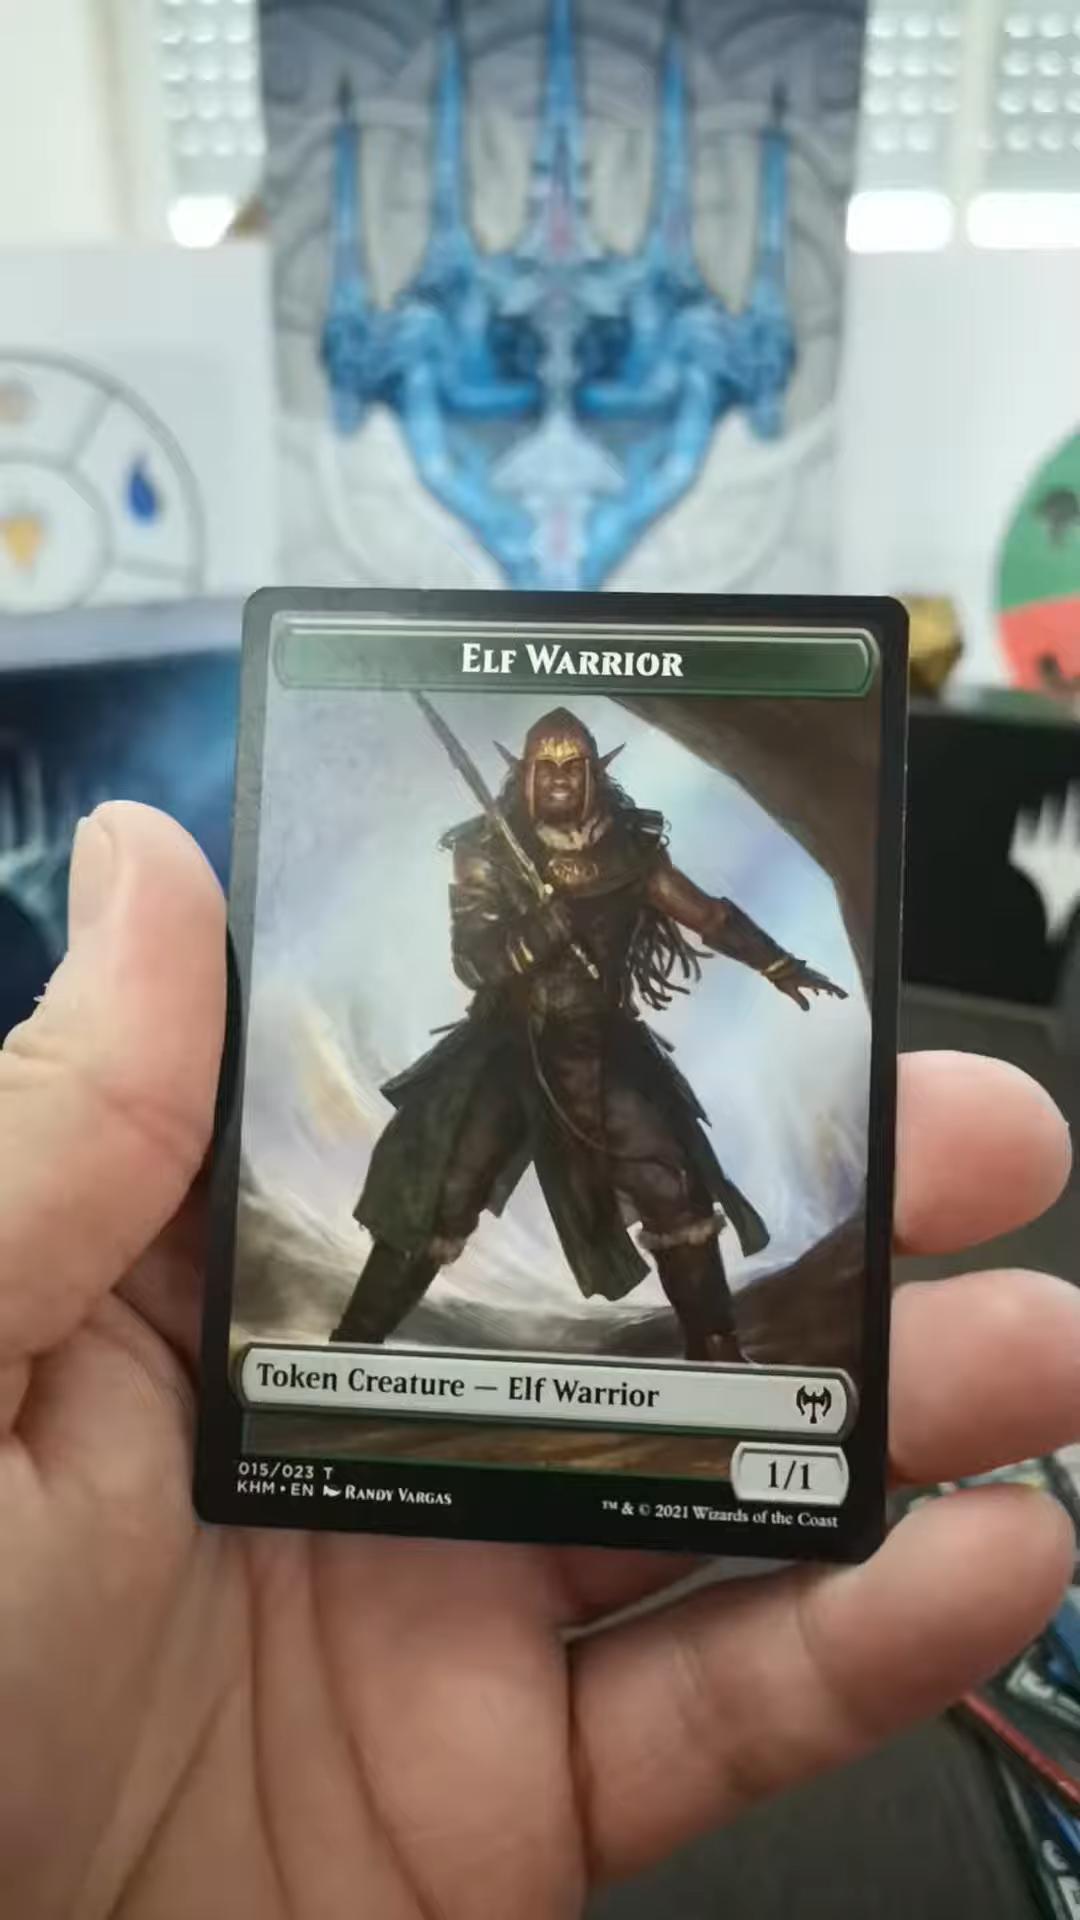 ELF WARRIOR
Token Creature — Elf Warrior
1/1
015/023 T
KHM • EN RANDY VARGAS
™ & © 2021 Wizards of the Coast